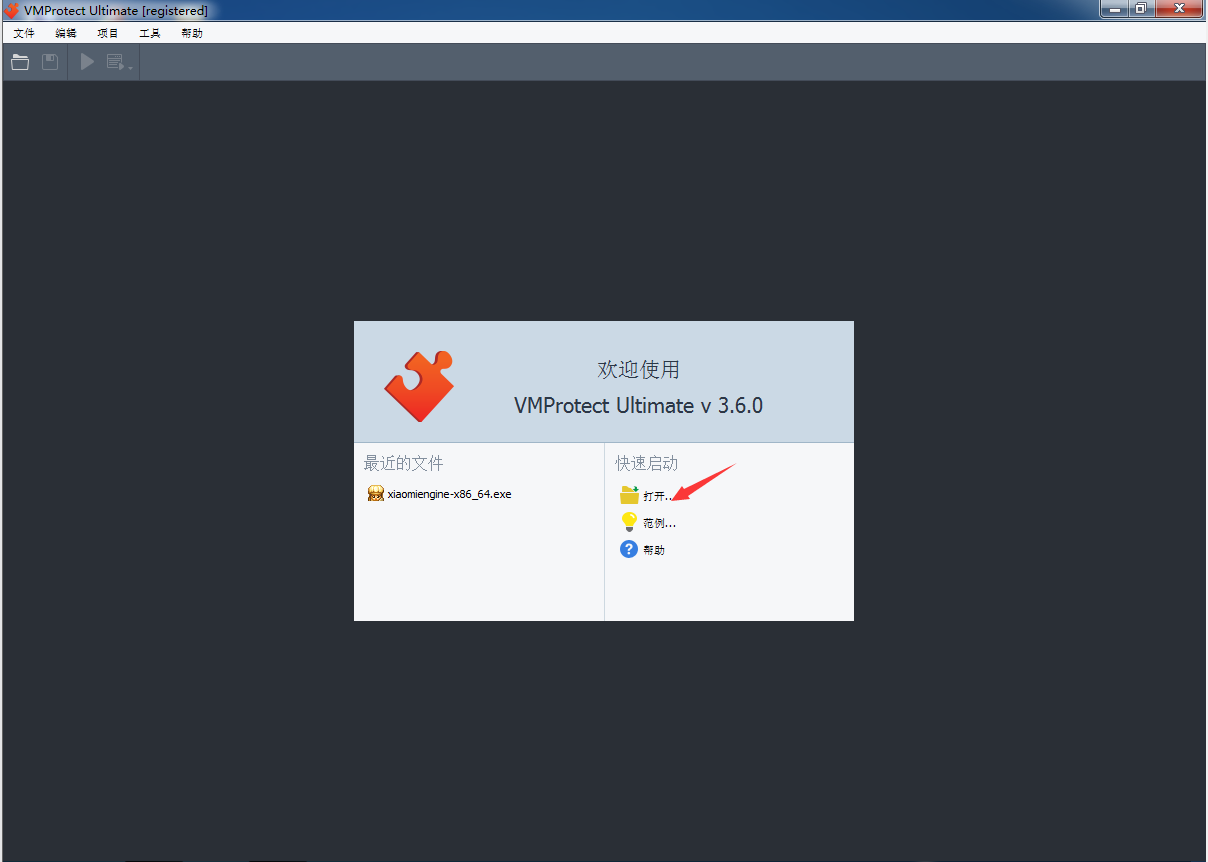 VMProtect Ultimate [registered]
文件 编辑 项目 工具 帮助
欢迎使用
VMProtect Ultimate v 3.6.0
最近的文件
xiaomiengine-x86_64.exe
快速启动
打开...
范例...
帮助